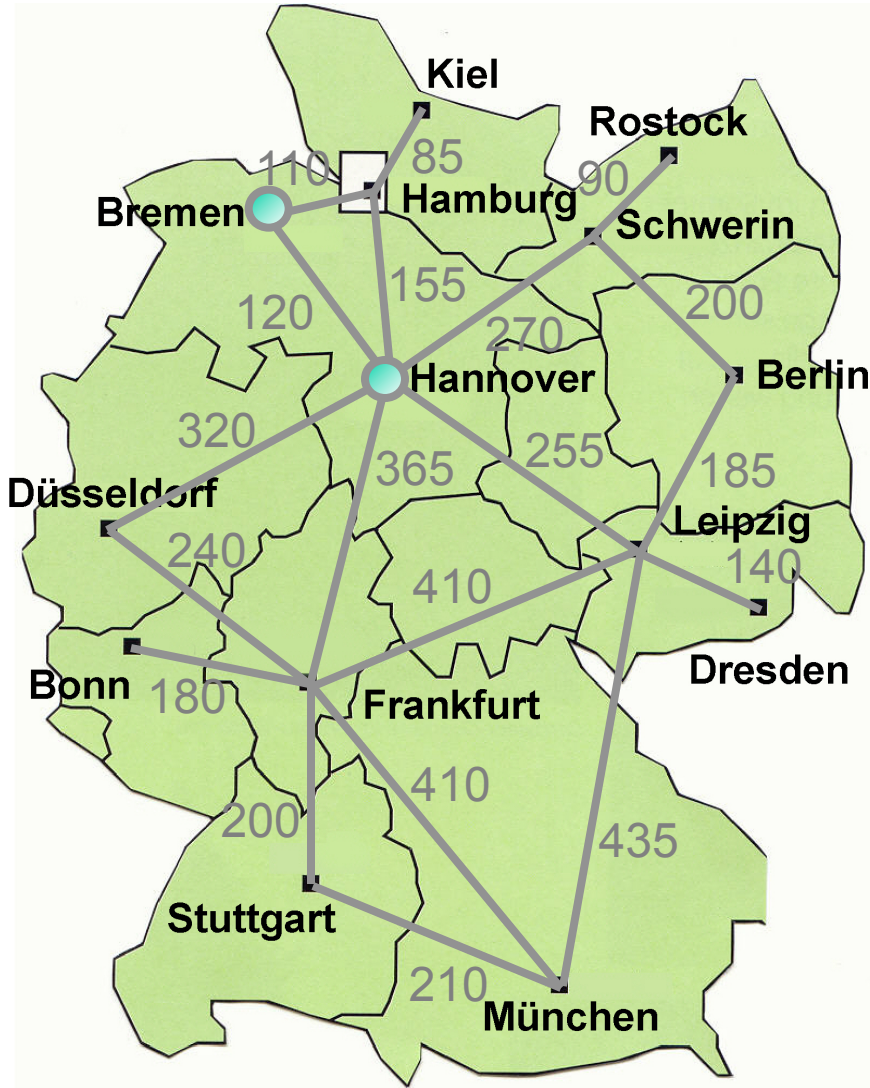 Kiel
Rostock
110
85
90
Hamburg
Bremen
Schwerin
155
200
120
270
Hannover
Berlin
320
255
365
185
Düsseldorf
Leipzig
240
140
410
Dresden
Bonn
180
Frankfurt
410
200
435
Stuttgart
210
München